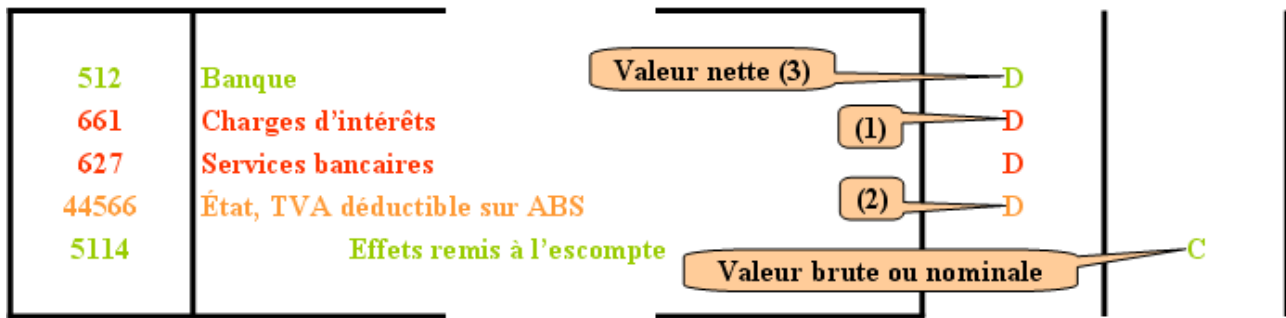 512 Banque Valeur nette (3) D
661 Charges d’intérêts (1) D
627 Services bancaires D
44566 État, TVA déductible sur ABS (2) D
5114 Effets remis à l’escompte C
Valeur brute ou nominale